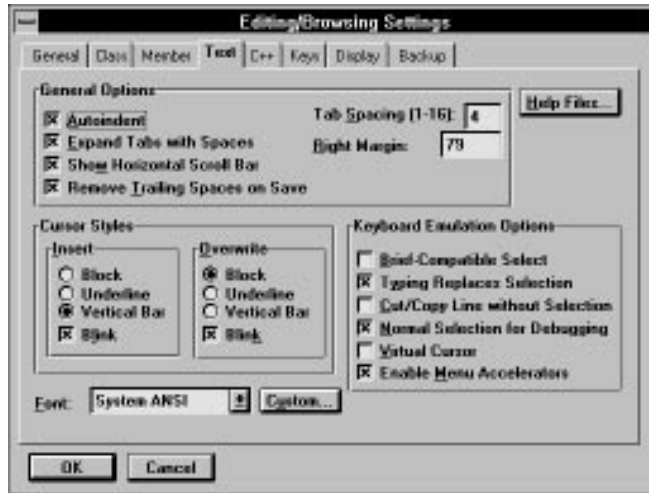 Editing/Browsing Settings
General Class Member Text C++ Keys Display Backup
General Options
Autoindent
Expand Tabs with Spaces
Show Horizontal Scroll Bar
Remove Trailing Spaces on Save
Tab Spacing (1-16): 4
Right Margin: 79
Help Files...
Cursor Styles
Insert
Block
Underline
Vertical Bar
Blink
Overwrite
Block
Underline
Vertical Bar
Blink
Keyboard Emulation Options
Brief-Compatible Select
Typing Replaces Selection
Cut/Copy Line without Selection
Normal Selection for Debugging
Virtual Cursor
Enable Menu Accelerators
Font: System ANSI Custom...
OK Cancel